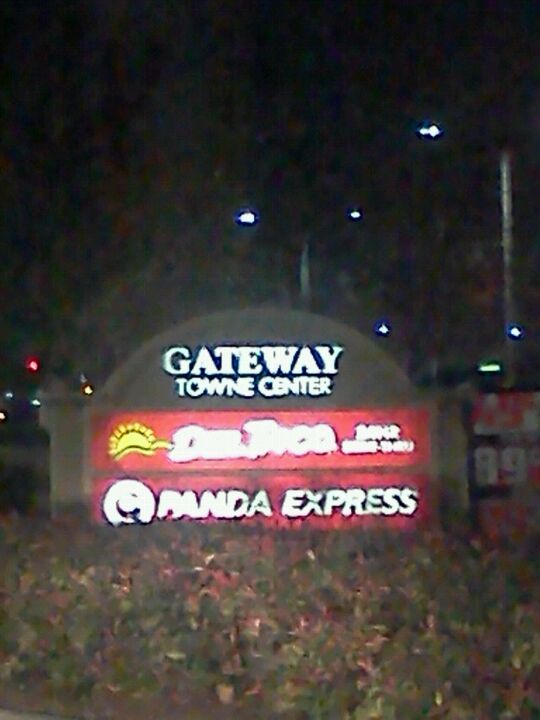 GATEWAY
TOWNE CENTER
DEL TACO
PANDA EXPRESS